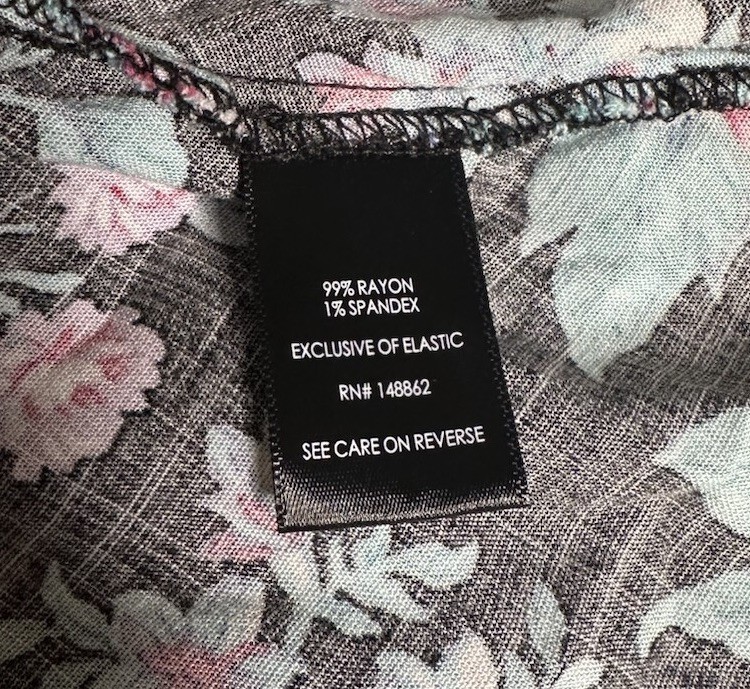 99% RAYON
1% SPANDEX
EXCLUSIVE OF ELASTIC
RN# 148862
SEE CARE ON REVERSE